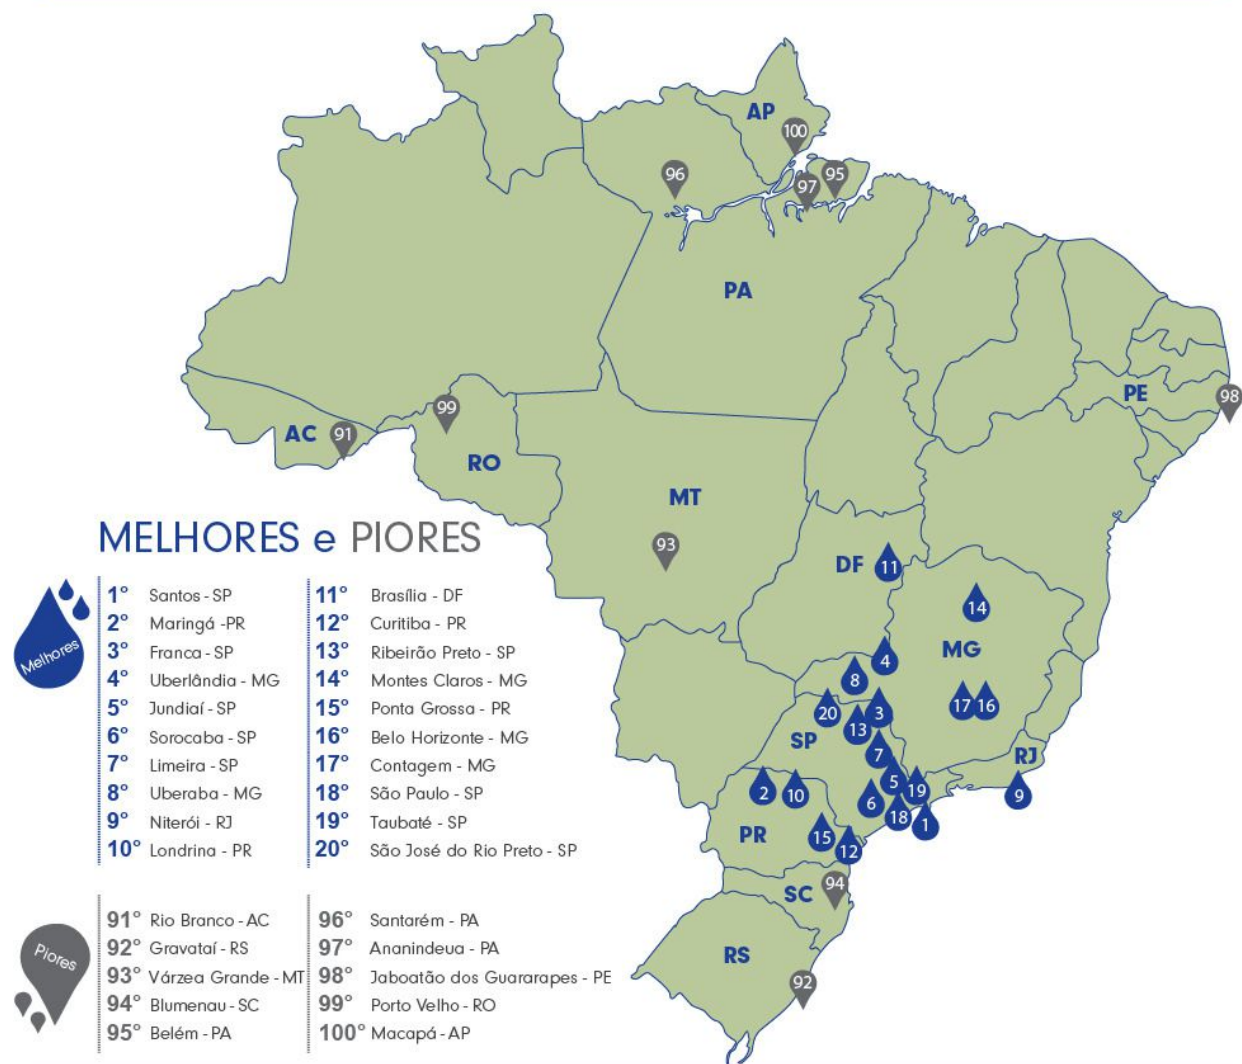 AP
100
96
97
95
PA
PE
98
99
AC
91
RO
MT
93
DF
11
14
MG
4
8
17
16
20
3
13
SP
7
RJ
5
19
9
2
10
6
18
1
PR
15
12
SC
94
RS
92
MELHORES e PIORES
Melhores
1° Santos - SP
2° Maringá -PR
3° Franca - SP
4° Uberlândia - MG
5° Jundiaí - SP
6° Sorocaba - SP
7° Limeira - SP
8° Uberaba - MG
9° Niterói - RJ
10° Londrina - PR
11° Brasília - DF
12° Curitiba - PR
13° Ribeirão Preto - SP
14° Montes Claros - MG
15° Ponta Grossa - PR
16° Belo Horizonte - MG
17° Contagem - MG
18° São Paulo - SP
19° Taubaté - SP
20° São José do Rio Preto - SP
Piores
91° Rio Branco - AC
92° Gravataí - RS
93° Várzea Grande - MT
94° Blumenau - SC
95° Belém - PA
96° Santarém - PA
97° Ananindeua - PA
98° Jaboatão dos Guararapes - PE
99° Porto Velho - RO
100° Macapá - AP